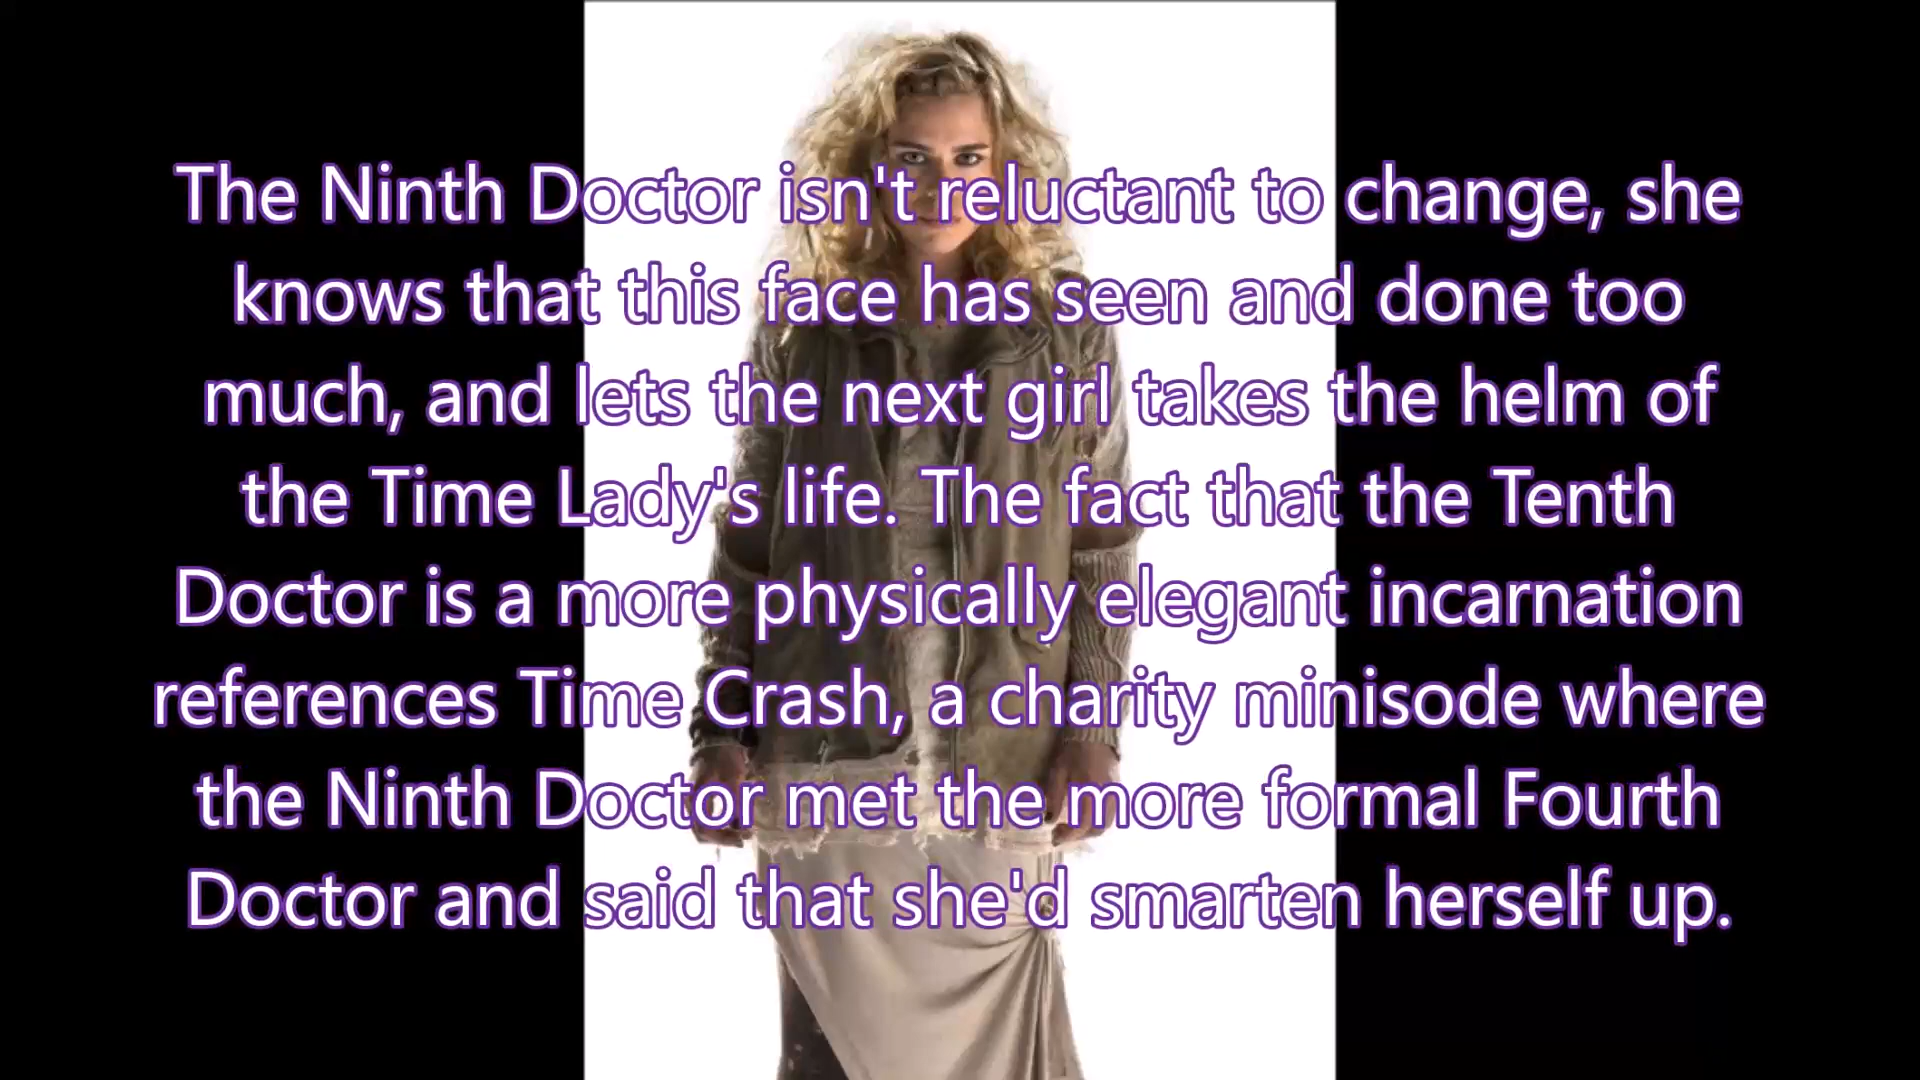 The Ninth Doctor isn't reluctant to change, she
knows that this face has seen and done too
much, and lets the next girl takes the helm of
the Time Lady's life. The fact that the Tenth
Doctor is a more physically elegant incarnation
references Time Crash, a charity minisode where
the Ninth Doctor met the more formal Fourth
Doctor and said that she'd smarten herself up.